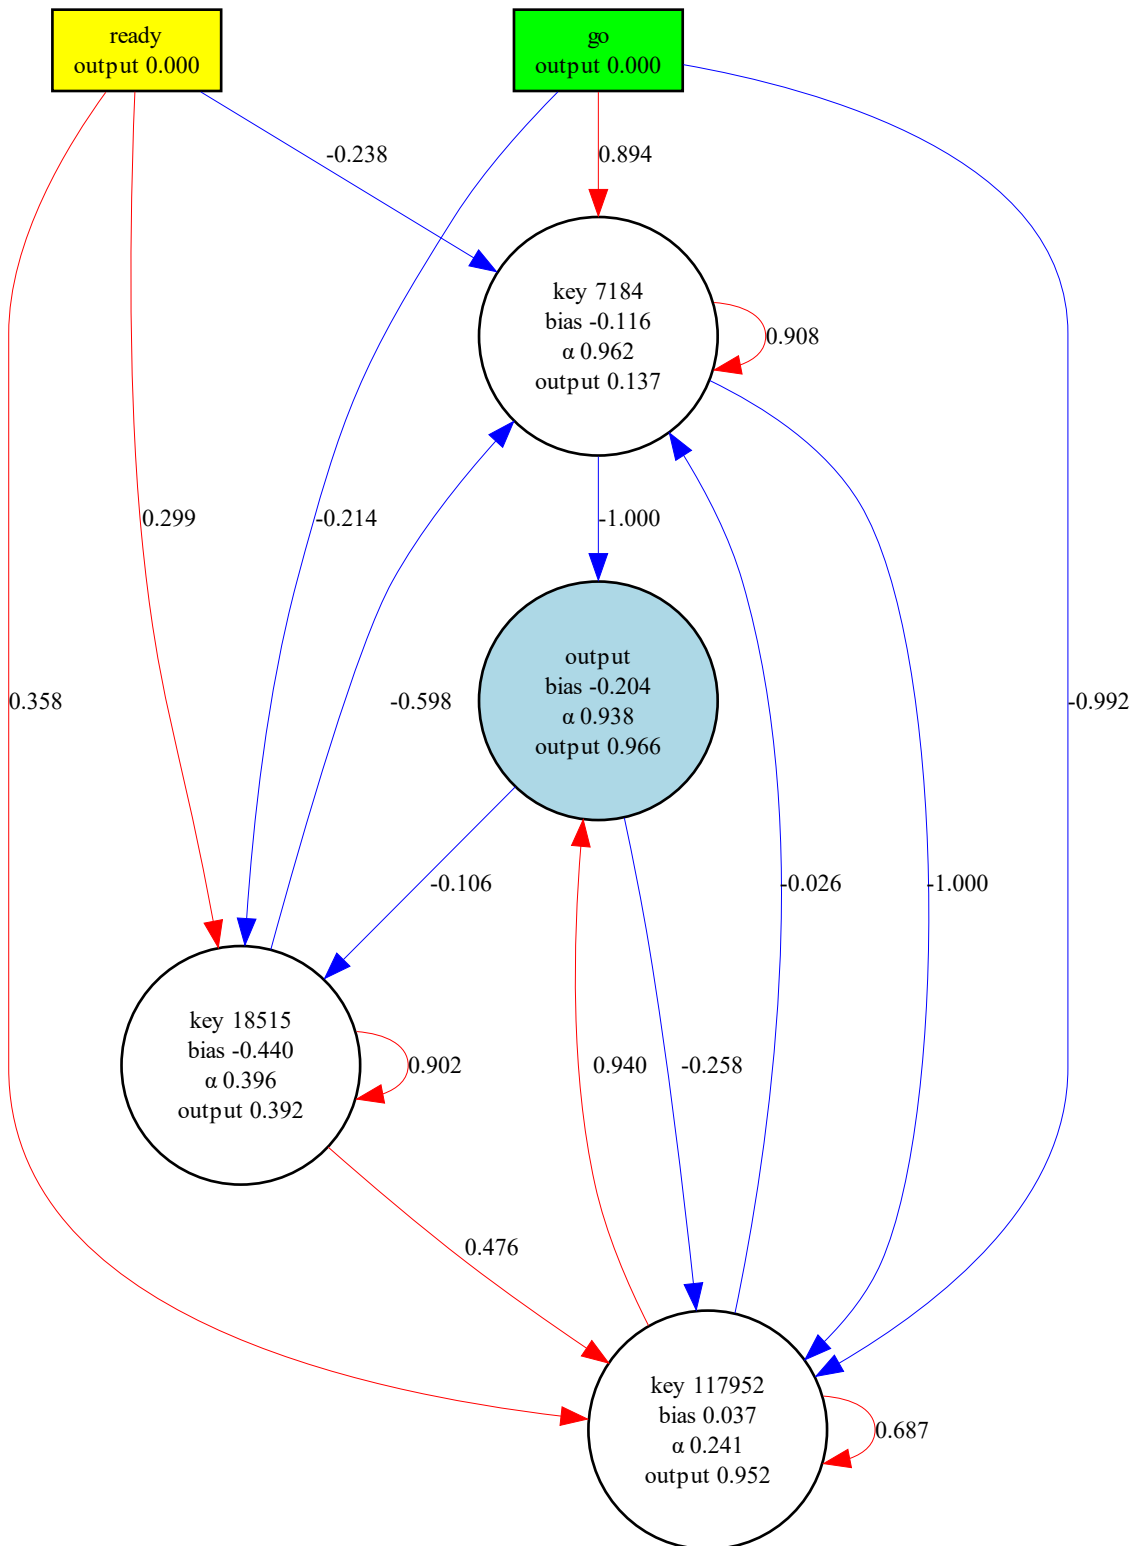 ready
output 0.000
go
output 0.000
-0.238
0.894
key 7184
bias -0.116
α 0.962
output 0.137
0.908
0.299
-0.214
-1.000
output
bias -0.204
α 0.938
output 0.966
0.358
-0.598
-0.992
-0.106
-0.026
-1.000
key 18515
bias -0.440
α 0.396
output 0.392
0.902
0.940
-0.258
0.476
key 117952
bias 0.037
α 0.241
output 0.952
0.687